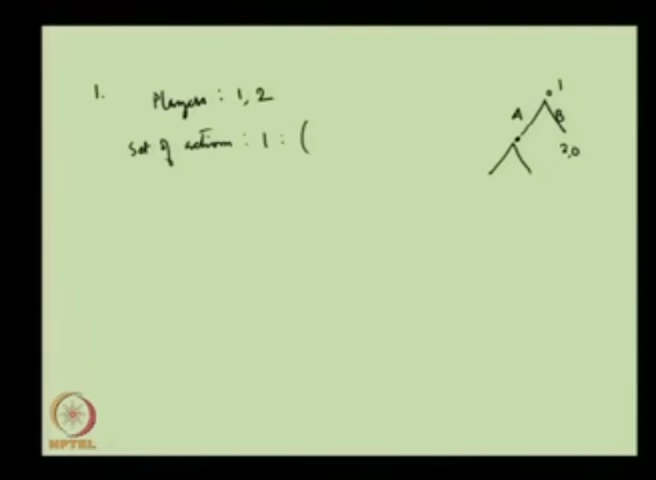 1. Players : 1, 2
Set of actions : 1 : (
1
A
B
2,0
NPTEL